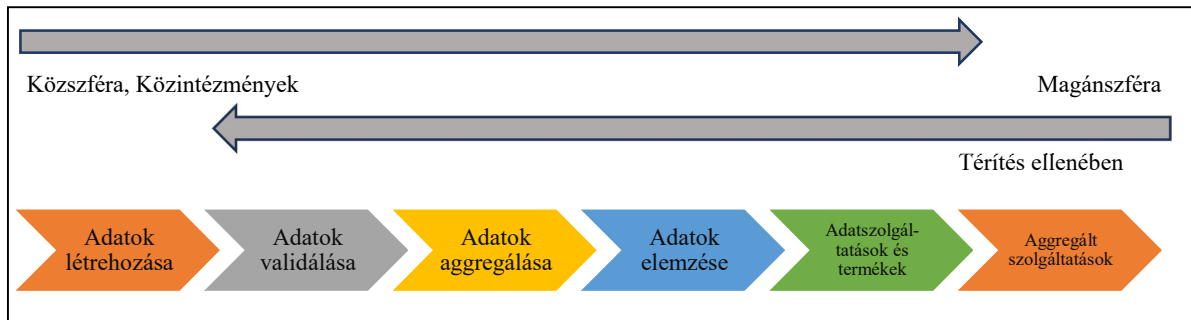 Közszféra, Közintézmények
Magánszféra
Térítés ellenében
Adatok
létrehozása
Adatok
validálása
Adatok
aggregálása
Adatok
elemzése
Adatszolgál-
tatások és
termékek
Aggregált
szolgáltatások